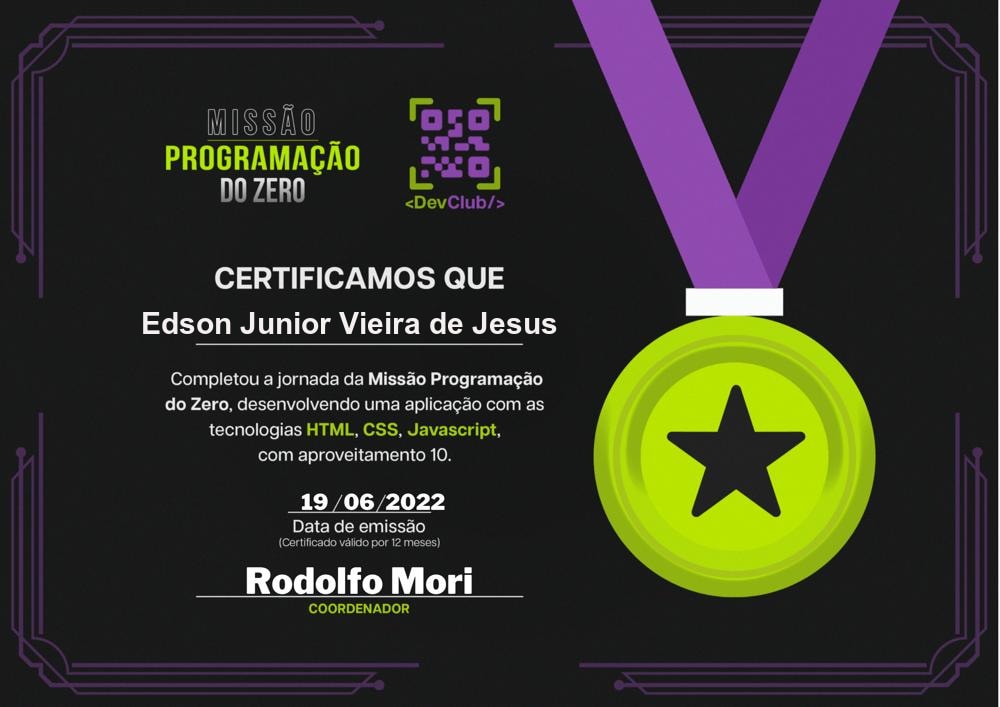 MISSÃO
PROGRAMAÇÃO
DO ZERO
<DevClub/>
CERTIFICAMOS QUE
Edson Junior Vieira de Jesus
Completou a jornada da Missão Programação
do Zero, desenvolvendo uma aplicação com as
tecnologias HTML, CSS, Javascript,
com aproveitamento 10.
19/06/2022
Data de emissão
(Certificado válido por 12 meses)
Rodolfo Mori
COORDENADOR